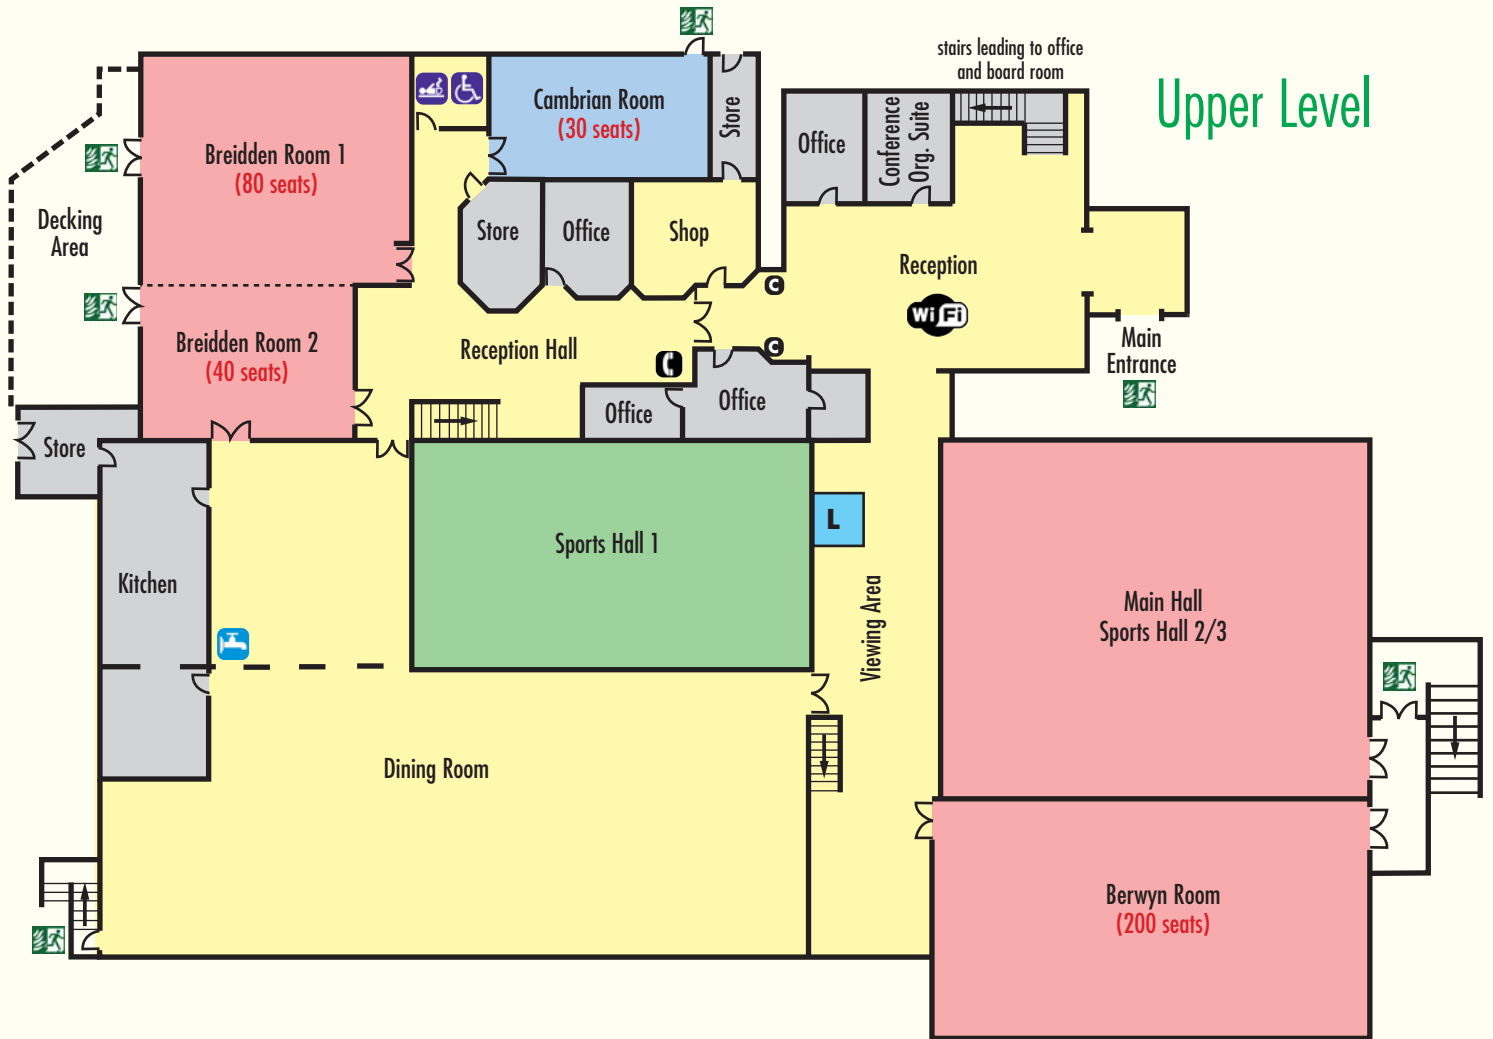 stairs leading to office
and board room
Upper Level
Cambrian Room
(30 seats)
Store
Office
Conference
Org. Suite
Breidden Room 1
(80 seats)
Decking
Area
Store
Office
Shop
Reception
WiFi
C
Breidden Room 2
(40 seats)
Reception Hall
C
Main
Entrance
Office
Office
Store
Sports Hall 1
L
Kitchen
Viewing Area
Main Hall
Sports Hall 2/3
Dining Room
Berwyn Room
(200 seats)